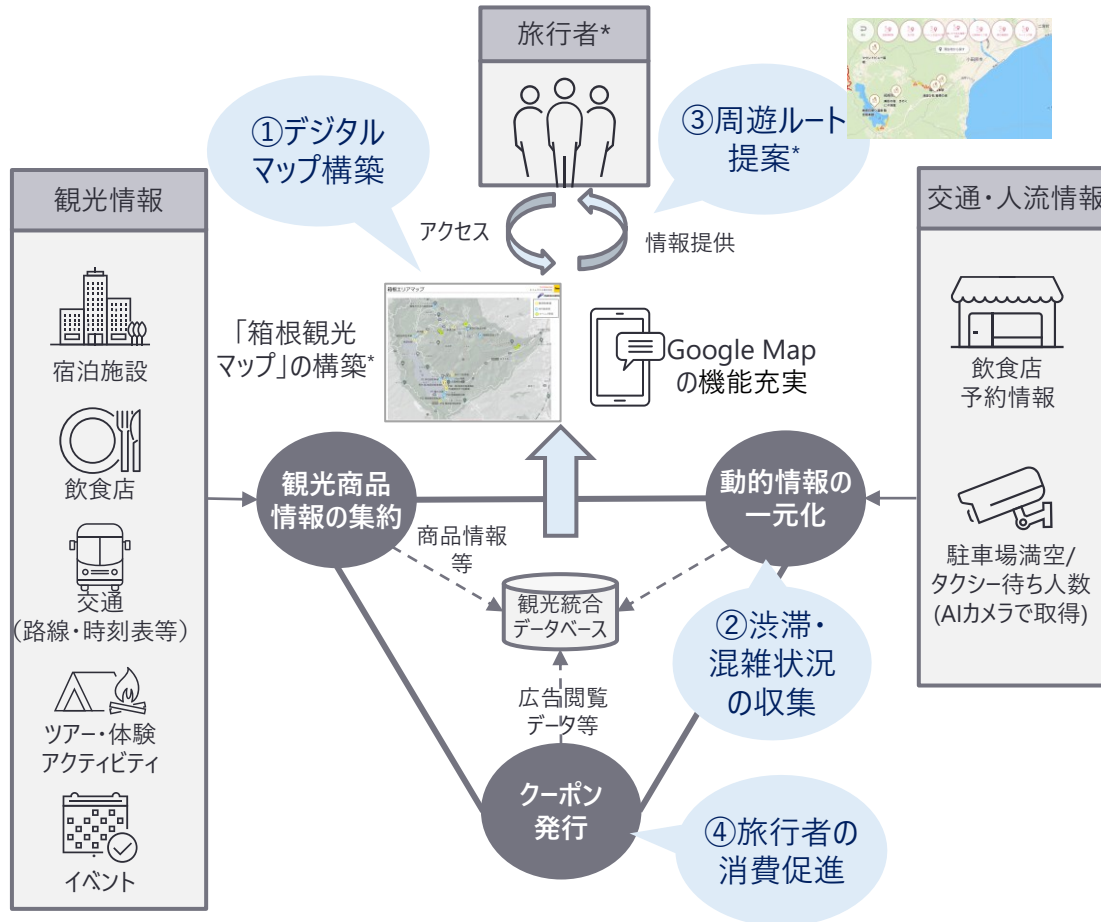 旅行者*
①デジタル
マップ構築
③周遊ルート
提案*
観光情報
宿泊施設
飲食店
交通
(路線・時刻表等)
ツアー・体験
アクティビティ
イベント
アクセス
情報提供
「箱根観光
マップ」の構築*
箱根エリアマップ
Google Map
の機能充実
観光商品
情報の集約
動的情報の
一元化
商品情報
等
観光統合
データベース
②渋滞・
混雑状況
の収集
広告閲覧
データ等
クーポン
発行
④旅行者の
消費促進
交通・人流情報
飲食店
予約情報
駐車場満空/
タクシー待ち人数
(AIカメラで取得)